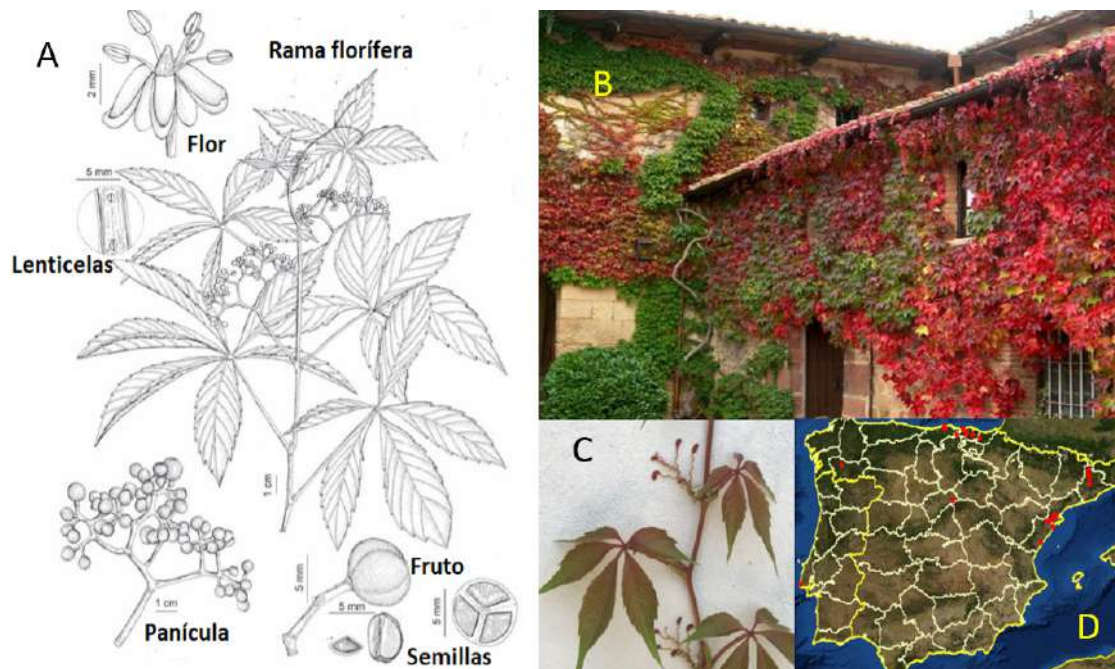 A
Rama florífera
2 mm
Flor
5 mm
Lenticelas
1 cm
1 cm
Panícula
5 mm
Fruto
5 mm
5 mm
Semillas
B
C
D